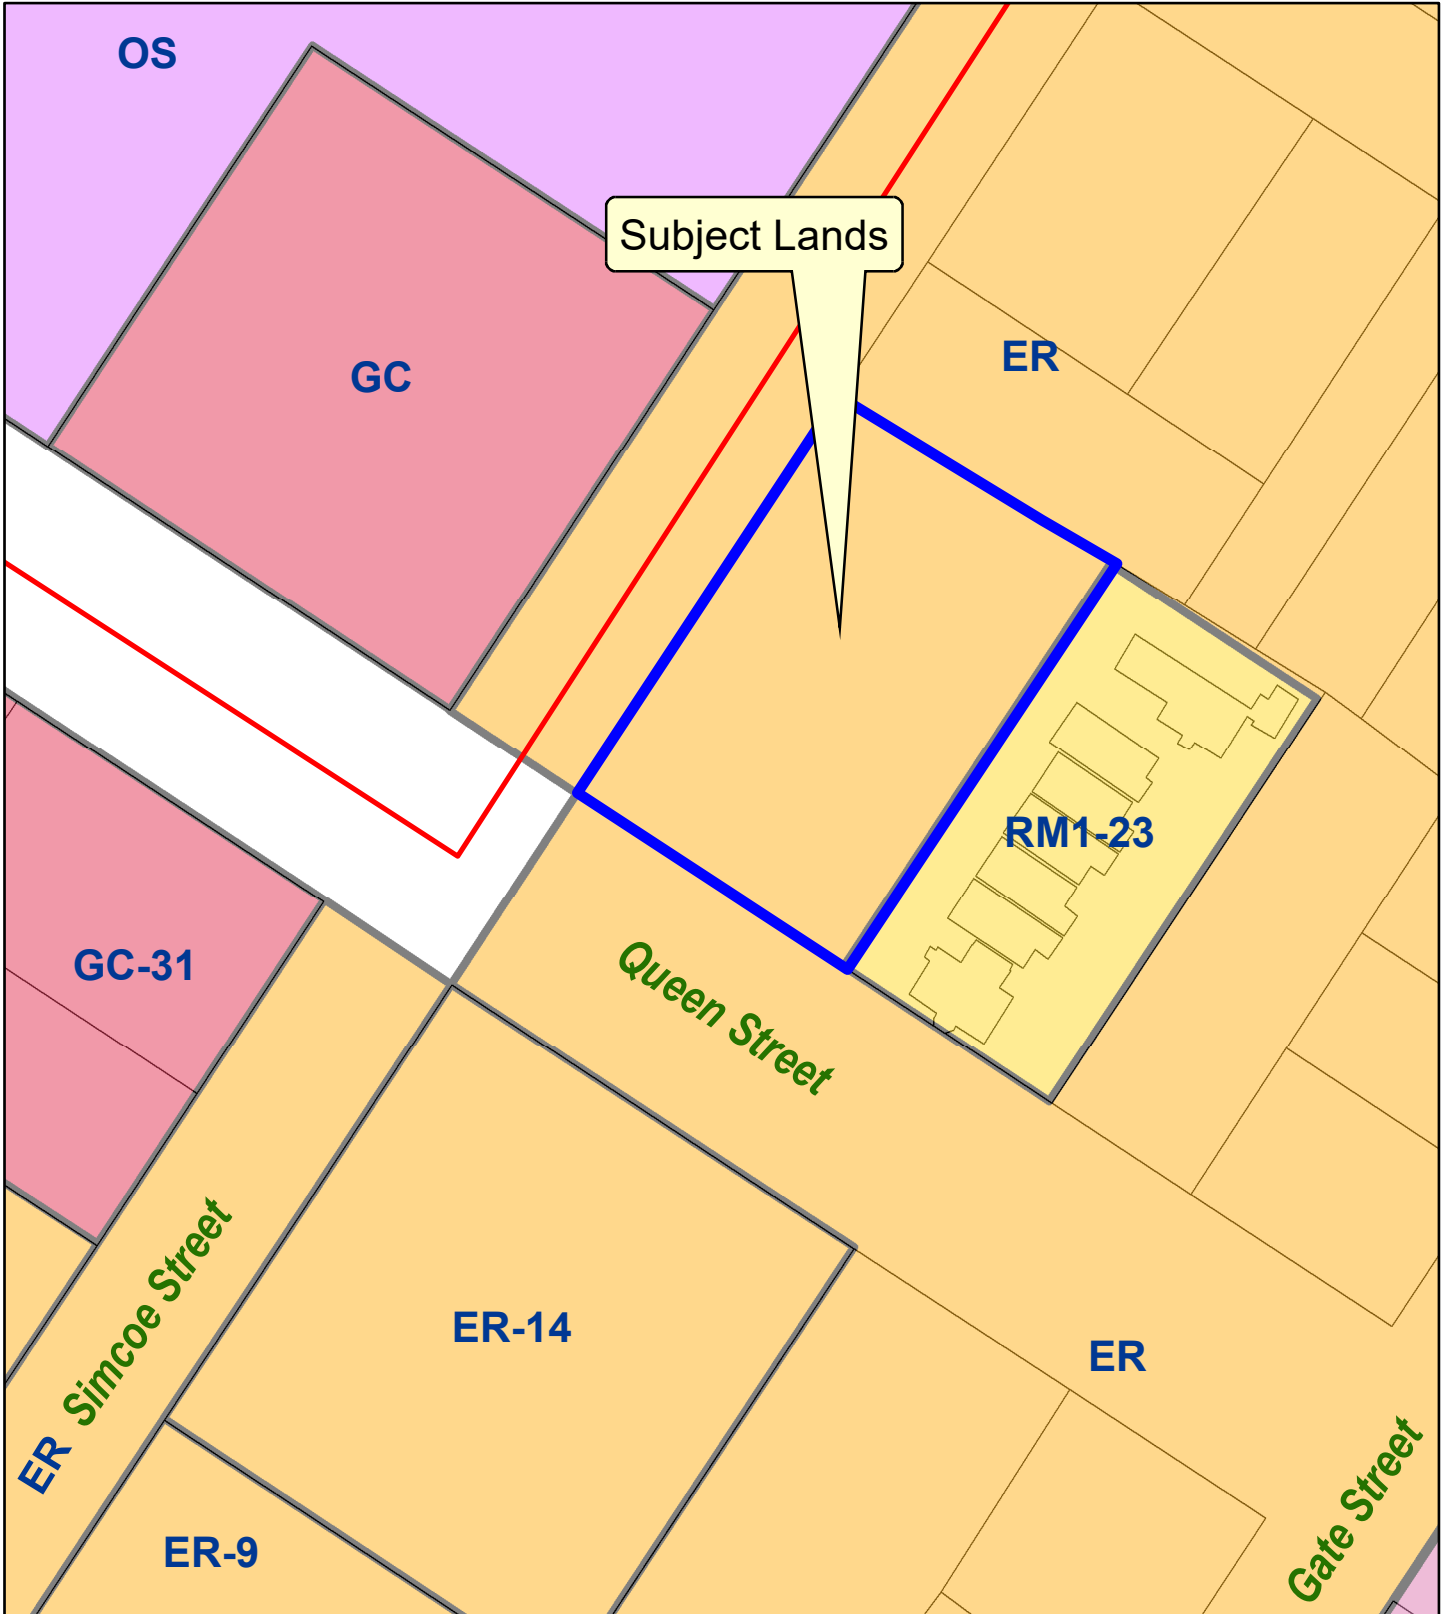 OS
Subject Lands
ER
GC
RM1-23
GC-31
Queen Street
Simcoe Street
ER-14
ER
ER
Gate Street
ER-9